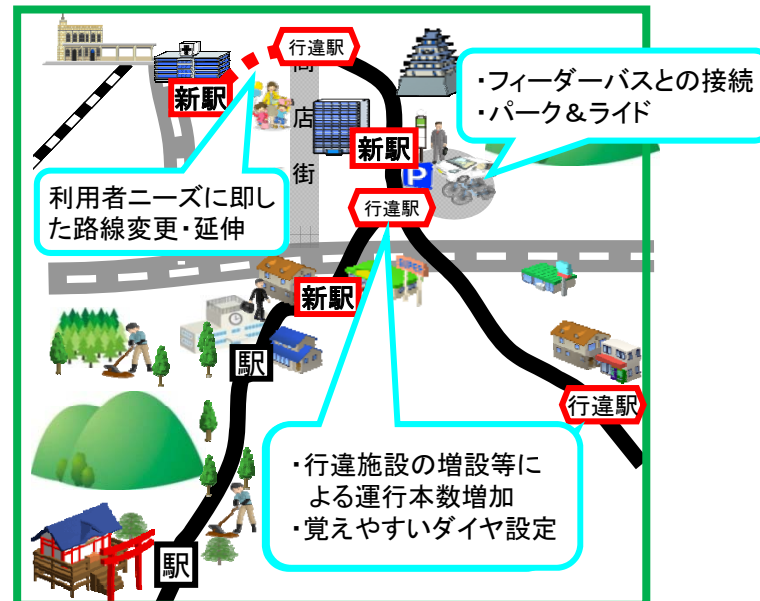 行違駅
新駅
商店街
・フィーダーバスとの接続
・パーク&ライド
新駅
P
利用者ニーズに即し
た路線変更・延伸
行違駅
新駅
駅
行違駅
・行違施設の増設等に
よる運行本数増加
・覚えやすいダイヤ設定
駅